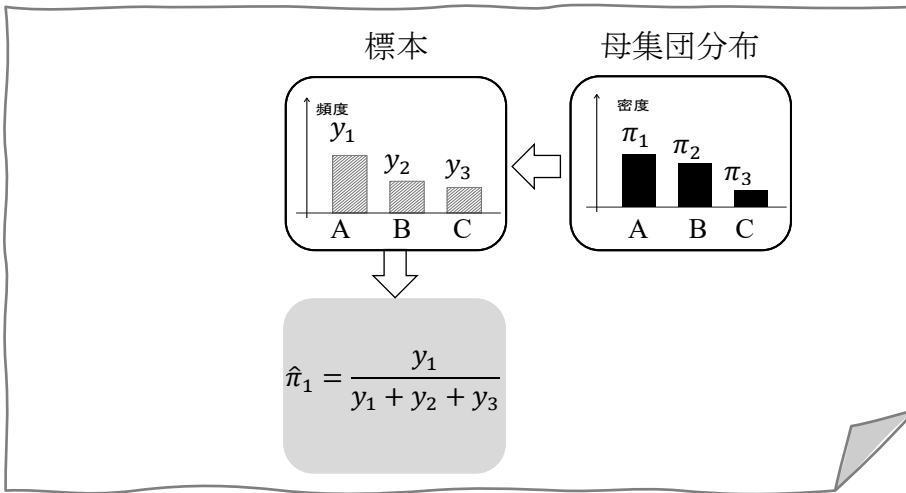 標本
母集団分布
頻度
y₁
y₂
y₃
A B C
密度
π₁
π₂
π₃
A B C
π̂₁ = y₁ / (y₁ + y₂ + y₃)